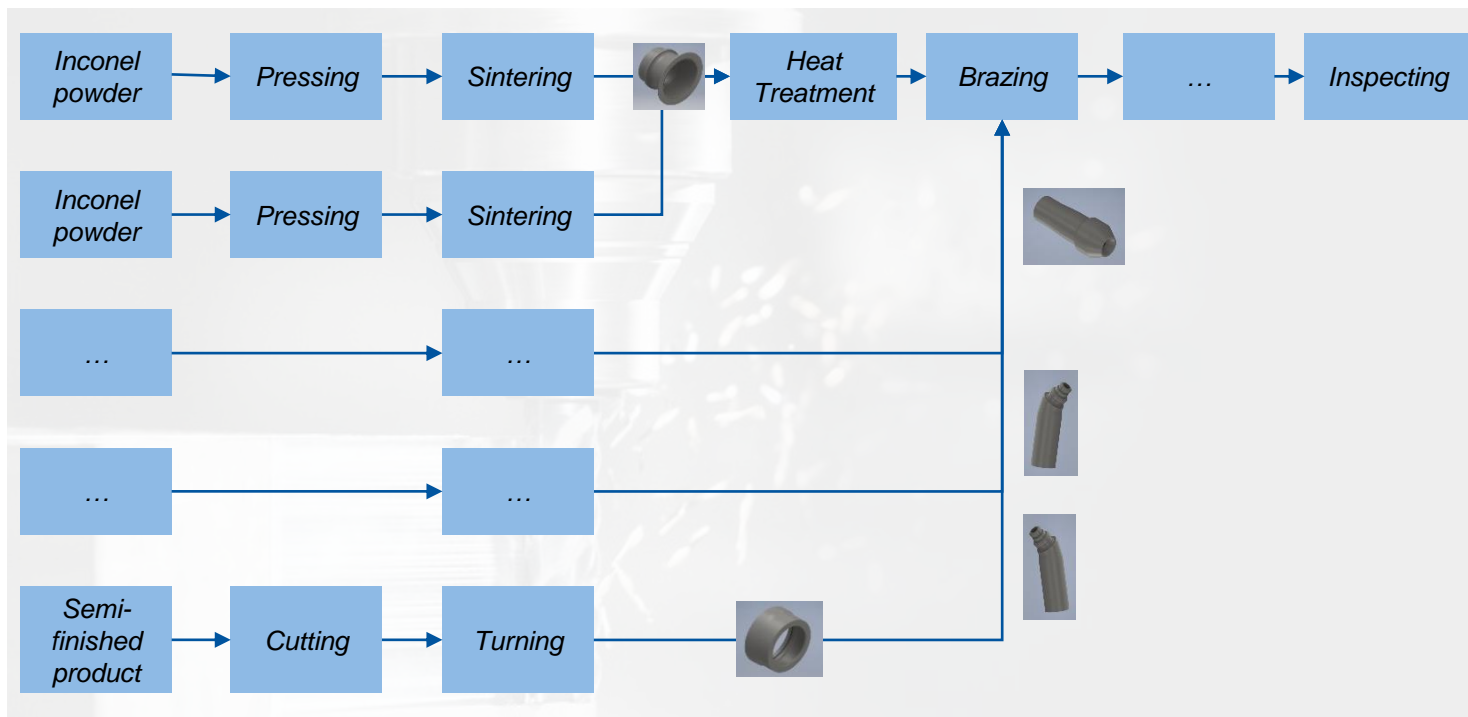 Inconel
powder
Pressing
Sintering
Heat
Treatment
Brazing
…
Inspecting
Inconel
powder
Pressing
Sintering
…
…
…
…
Semi-
finished
product
Cutting
Turning